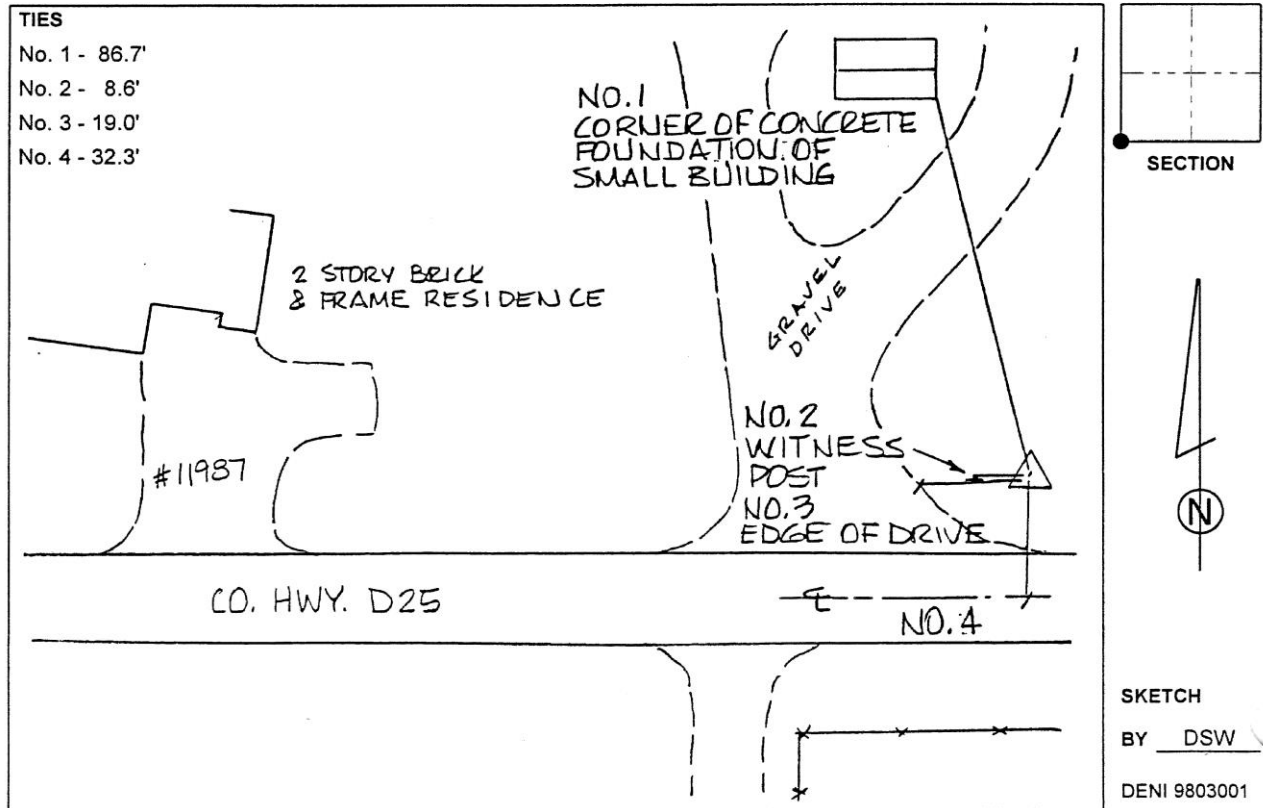 TIES
No. 1 - 86.7'
No. 2 - 8.6'
No. 3 - 19.0'
No. 4 - 32.3'
NO.1
CORNER OF CONCRETE
FOUNDATION OF
SMALL BUILDING
SECTION
2 STORY BRICK
& FRAME RESIDENCE
GRAVEL
DRIVE
#11987
NO.2
WITNESS
POST
NO.3
EDGE OF DRIVE
N
CO. HWY. D25
℄
NO.4
SKETCH
BY DSW
DENI 9803001